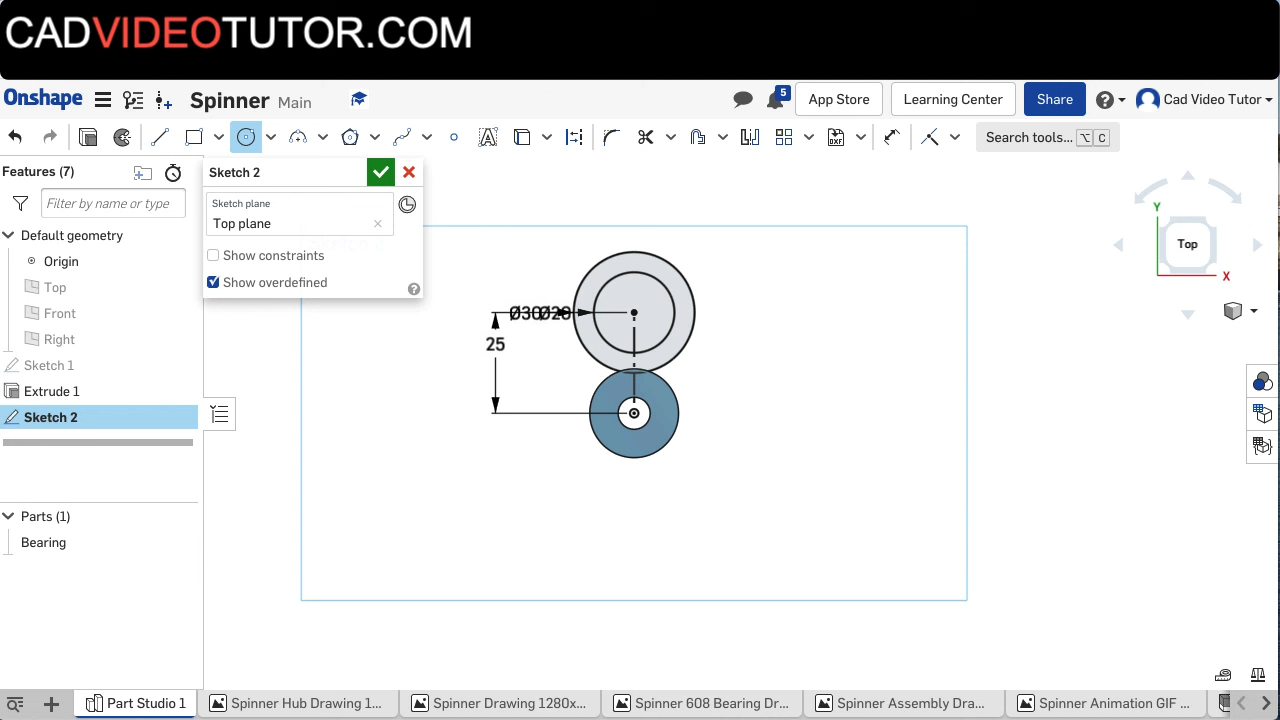 CADVIDEOTUTOR.COM
Onshape
Spinner Main
5
App Store
Learning Center
Share
Cad Video Tutor
Search tools... ⌥ C
Features (7)
Filter by name or type
Default geometry
Origin
Top
Front
Right
Sketch 1
Extrude 1
Sketch 2
Parts (1)
Bearing
Sketch 2
Sketch plane
Top plane
Show constraints
Show overdefined
Ø30
25
Y
Top
X
Part Studio 1
Spinner Hub Drawing 1...
Spinner Drawing 1280x...
Spinner 608 Bearing Dr...
Spinner Assembly Dra...
Spinner Animation GIF ...